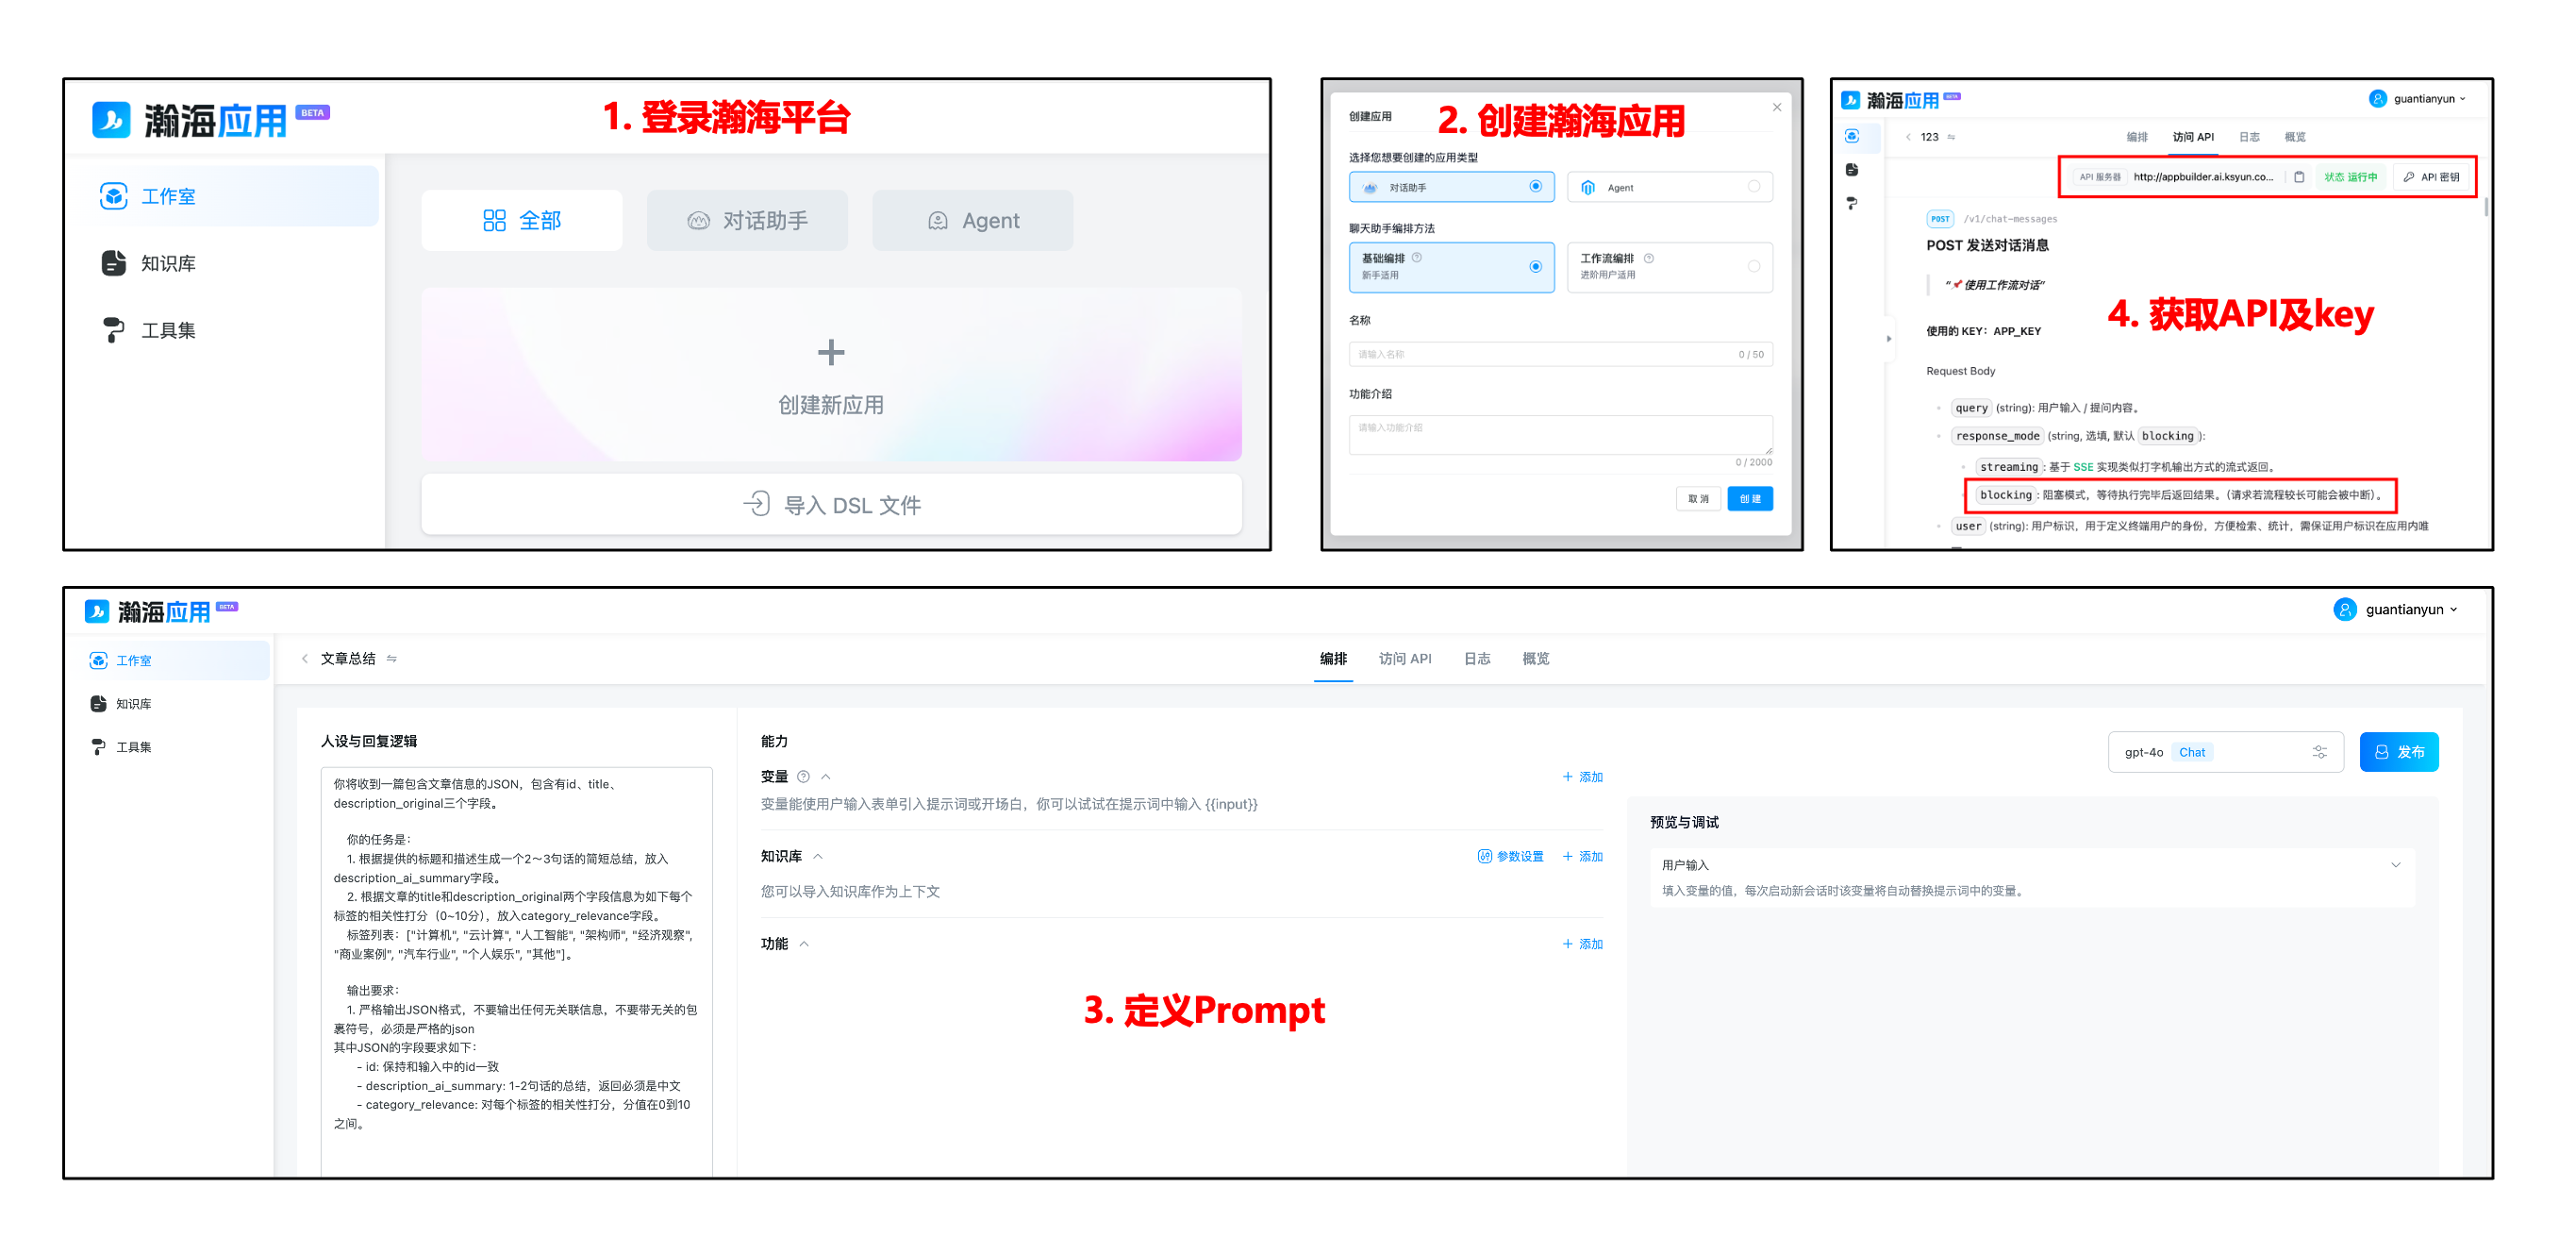 瀚海应用 BETA
1. 登录瀚海平台
工作室
知识库
工具集
全部
对话助手
Agent
创建新应用
导入 DSL 文件
创建应用
2. 创建瀚海应用
选择您想要创建的应用类型
对话助手
Agent
聊天助手编排方法
基础编排
新手适用
工作流编排
进阶用户适用
名称
请输入名称
0 / 50
功能介绍
请输入功能介绍
0 / 2000
取消
创建
瀚海应用 BETA
guantianyun
123
编排
访问 API
日志
概览
API 服务器 http://appbuilder.ai.ksyun.co...
状态 运行中
API 密钥
POST /v1/chat-messages
POST 发送对话消息
“📌使用工作流对话”
4. 获取API及key
使用的 KEY：APP_KEY
Request Body
query (string): 用户输入 / 提问内容。
response_mode (string, 选填, 默认 blocking ):
streaming : 基于 SSE 实现类似打字机输出方式的流式返回。
blocking : 阻塞模式，等待执行完毕后返回结果。（请求若流程较长可能会被中断）。
user (string): 用户标识，用于定义终端用户的身份，方便检索、统计，需保证用户标识在应用内唯
瀚海应用 BETA
guantianyun
工作室
知识库
工具集
文章总结
编排
访问 API
日志
概览
人设与回复逻辑
你将收到一篇包含文章信息的JSON，包含有id、title、
description_original三个字段。
你的任务是：
1. 根据提供的标题和描述生成一个2～3句话的简短总结，放入
description_ai_summary字段。
2. 根据文章的title和description_original两个字段信息为如下每个
标签的相关性打分（0~10分），放入category_relevance字段。
标签列表：["计算机", "云计算", "人工智能", "架构师", "经济观察",
"商业案例", "汽车行业", "个人娱乐", "其他"]。
输出要求：
1. 严格输出JSON格式，不要输出任何无关联信息，不要带无关的包
裹符号，必须是严格的json
其中JSON的字段要求如下：
- id: 保持和输入中的id一致
- description_ai_summary: 1-2句话的总结，返回必须是中文
- category_relevance: 对每个标签的相关性打分，分值在0到10
之间。
能力
变量
+ 添加
变量能使用户输入表单引入提示词或开场白，你可以试试在提示词中输入 {{input}}
知识库
参数设置
+ 添加
您可以导入知识库作为上下文
功能
+ 添加
3. 定义Prompt
gpt-4o Chat
发布
预览与调试
用户输入
填入变量的值，每次启动新会话时该变量将自动替换提示词中的变量。